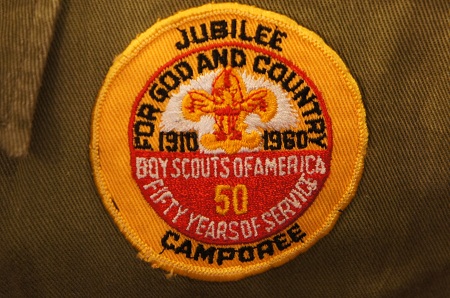 JUBILEE
FOR GOD AND COUNTRY
1910 1960
BOY SCOUTS OF AMERICA
50
FIFTY YEARS OF SERVICE
CAMPOREE